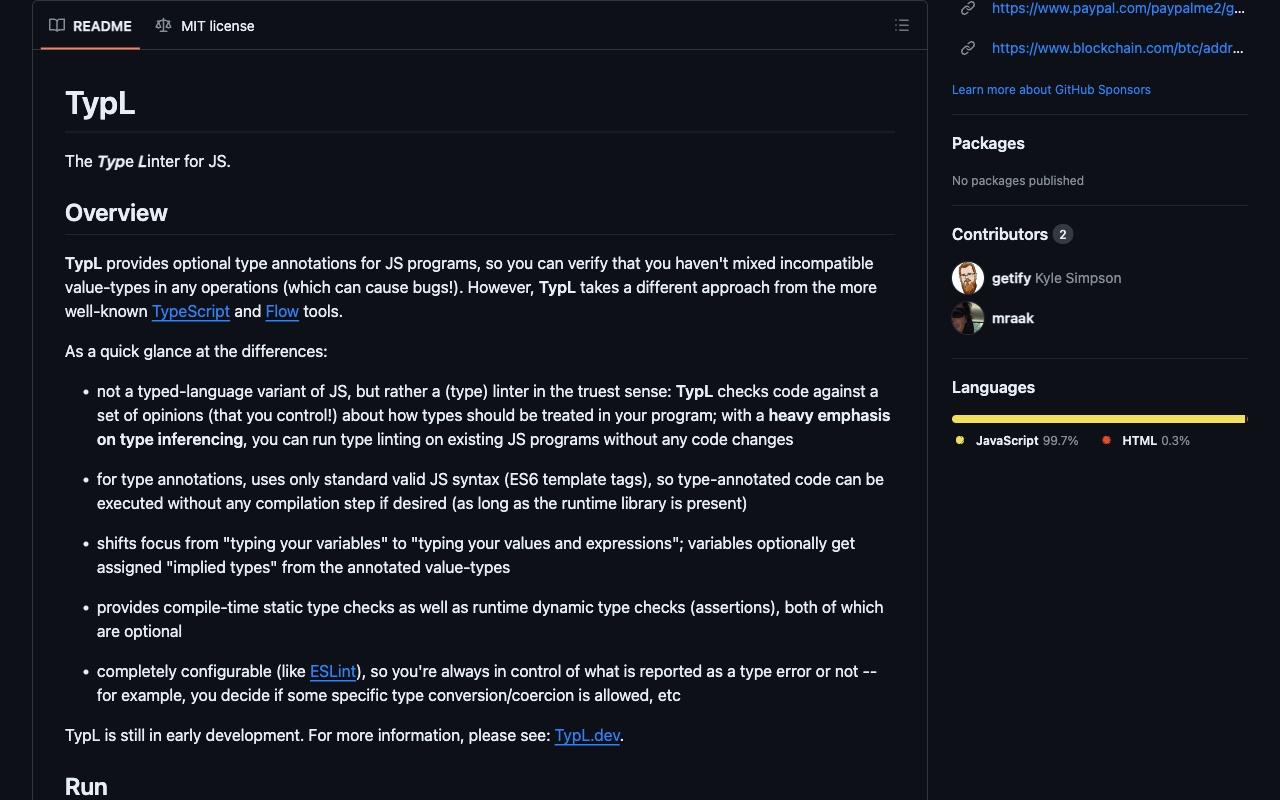 README
MIT license
TypL
The Type Linter for JS.
Overview
TypL provides optional type annotations for JS programs, so you can verify that you haven't mixed incompatible
value-types in any operations (which can cause bugs!). However, TypL takes a different approach from the more
well-known TypeScript and Flow tools.
As a quick glance at the differences:
• not a typed-language variant of JS, but rather a (type) linter in the truest sense: TypL checks code against a
set of opinions (that you control!) about how types should be treated in your program; with a heavy emphasis
on type inferencing, you can run type linting on existing JS programs without any code changes
• for type annotations, uses only standard valid JS syntax (ES6 template tags), so type-annotated code can be
executed without any compilation step if desired (as long as the runtime library is present)
• shifts focus from "typing your variables" to "typing your values and expressions"; variables optionally get
assigned "implied types" from the annotated value-types
• provides compile-time static type checks as well as runtime dynamic type checks (assertions), both of which
are optional
• completely configurable (like ESLint), so you're always in control of what is reported as a type error or not --
for example, you decide if some specific type conversion/coercion is allowed, etc
TypL is still in early development. For more information, please see: TypL.dev.
Run
https://www.paypal.com/paypalme2/g...
https://www.blockchain.com/btc/addr...
Learn more about GitHub Sponsors
Packages
No packages published
Contributors 2
getify Kyle Simpson
mraak
Languages
JavaScript 99.7% HTML 0.3%